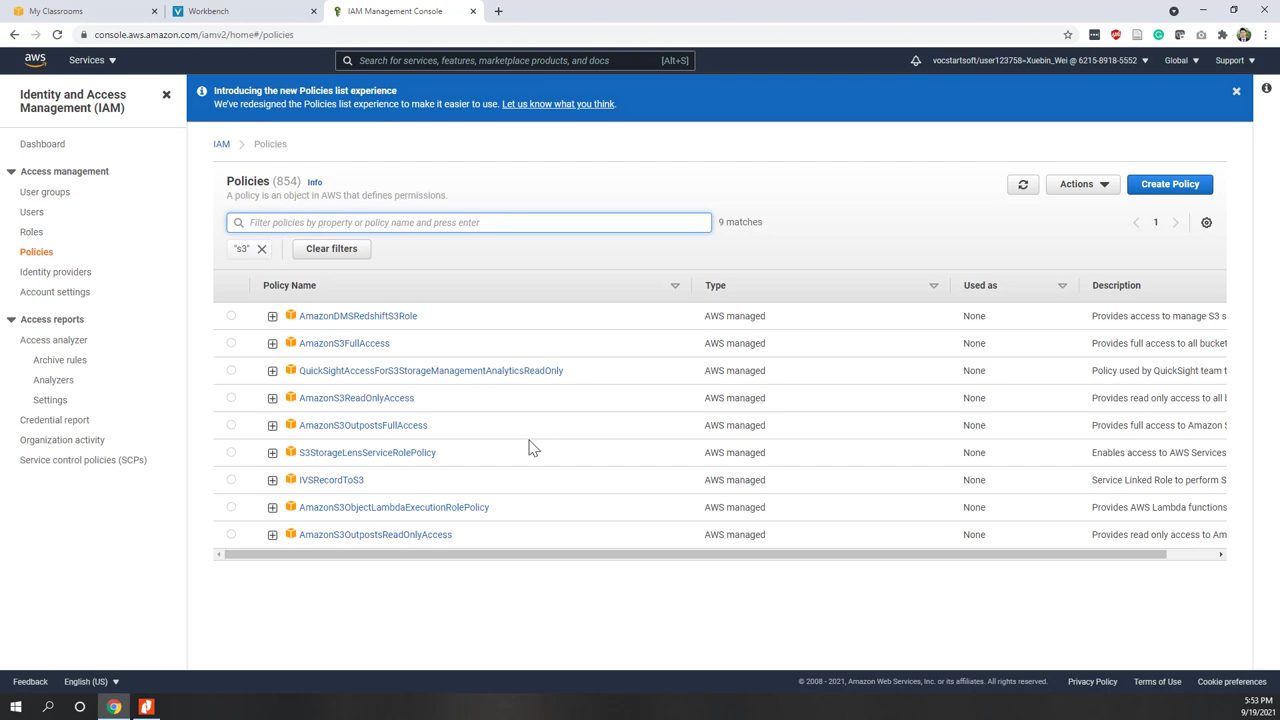 My Classrooms
Workbench
IAM Management Console
console.aws.amazon.com/iamv2/home#/policies
aws
Services
Search for services, features, marketplace products, and docs
[Alt+S]
vocstartsoft/user123758=Xuebin_Wei @ 6215-8918-5552
Global
Support
Identity and Access
Management (IAM)
Dashboard
Access management
User groups
Users
Roles
Policies
Identity providers
Account settings
Access reports
Access analyzer
Archive rules
Analyzers
Settings
Credential report
Organization activity
Service control policies (SCPs)
Introducing the new Policies list experience
We've redesigned the Policies list experience to make it easier to use. Let us know what you think.
IAM > Policies
Policies (854) Info
A policy is an object in AWS that defines permissions.
Actions
Create Policy
Filter policies by property or policy name and press enter
9 matches
1
"s3"
Clear filters
Policy Name Type Used as Description
AmazonDMSRedshiftS3Role AWS managed None Provides access to manage S3 s
AmazonS3FullAccess AWS managed None Provides full access to all bucket
QuickSightAccessForS3StorageManagementAnalyticsReadOnly AWS managed None Policy used by QuickSight team t
AmazonS3ReadOnlyAccess AWS managed None Provides read only access to all b
AmazonS3OutpostsFullAccess AWS managed None Provides full access to Amazon S
S3StorageLensServiceRolePolicy AWS managed None Enables access to AWS Services
IVSRecordToS3 AWS managed None Service Linked Role to perform S
AmazonS3ObjectLambdaExecutionRolePolicy AWS managed None Provides AWS Lambda functions
AmazonS3OutpostsReadOnlyAccess AWS managed None Provides read only access to Am
Feedback
English (US)
© 2008 - 2021, Amazon Web Services, Inc. or its affiliates. All rights reserved.
Privacy Policy
Terms of Use
Cookie preferences
5:53 PM
9/19/2021